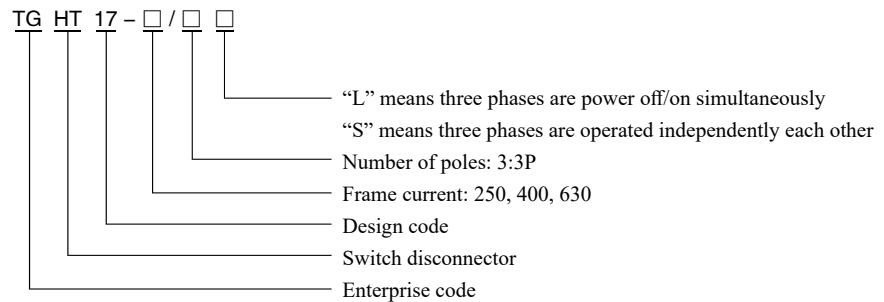 TG HT 17 – □ / □ □
“L” means three phases are power off/on simultaneously
“S” means three phases are operated independently each other
Number of poles: 3:3P
Frame current: 250, 400, 630
Design code
Switch disconnector
Enterprise code